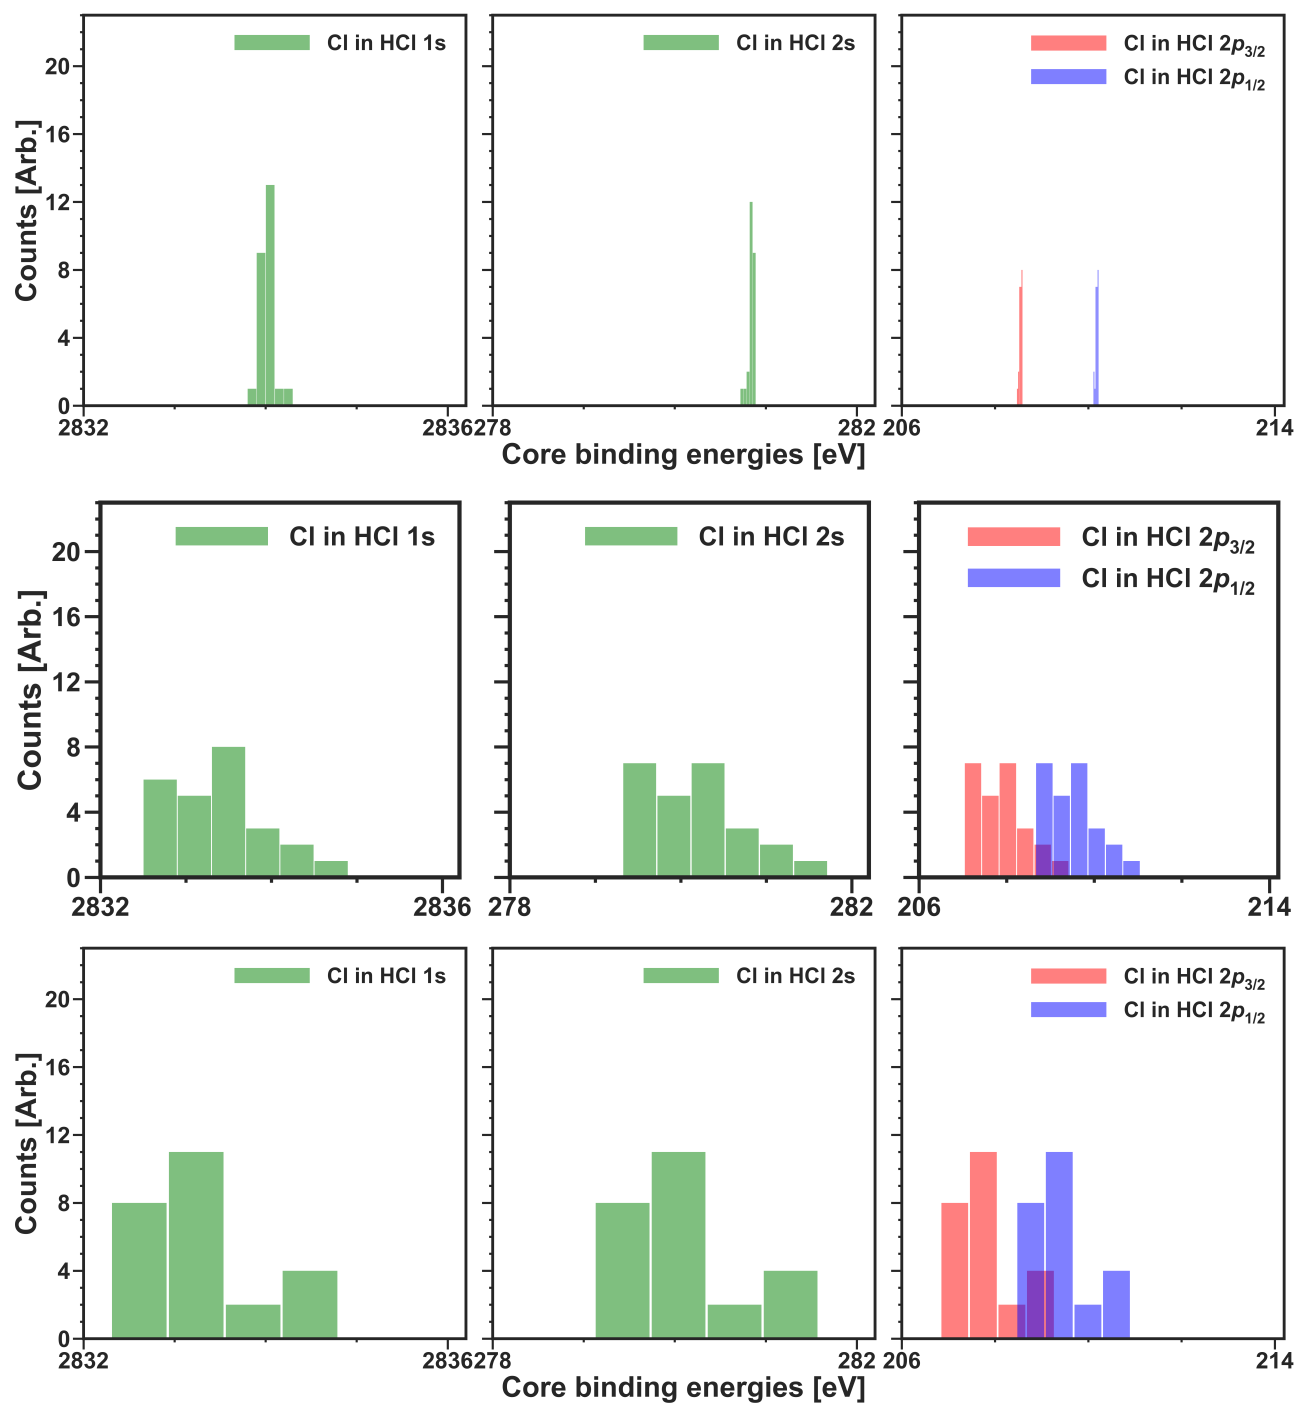 Cl in HCl 1s
Cl in HCl 2s
Cl in HCl 2p3/2
Cl in HCl 2p1/2
Counts [Arb.]
20
16
12
8
4
0
2832
2836
278
282
206
214
Core binding energies [eV]
Cl in HCl 1s
Cl in HCl 2s
Cl in HCl 2p3/2
Cl in HCl 2p1/2
Counts [Arb.]
20
16
12
8
4
0
2832
2836
278
282
206
214
Cl in HCl 1s
Cl in HCl 2s
Cl in HCl 2p3/2
Cl in HCl 2p1/2
Counts [Arb.]
20
16
12
8
4
0
2832
2836
278
282
206
214
Core binding energies [eV]